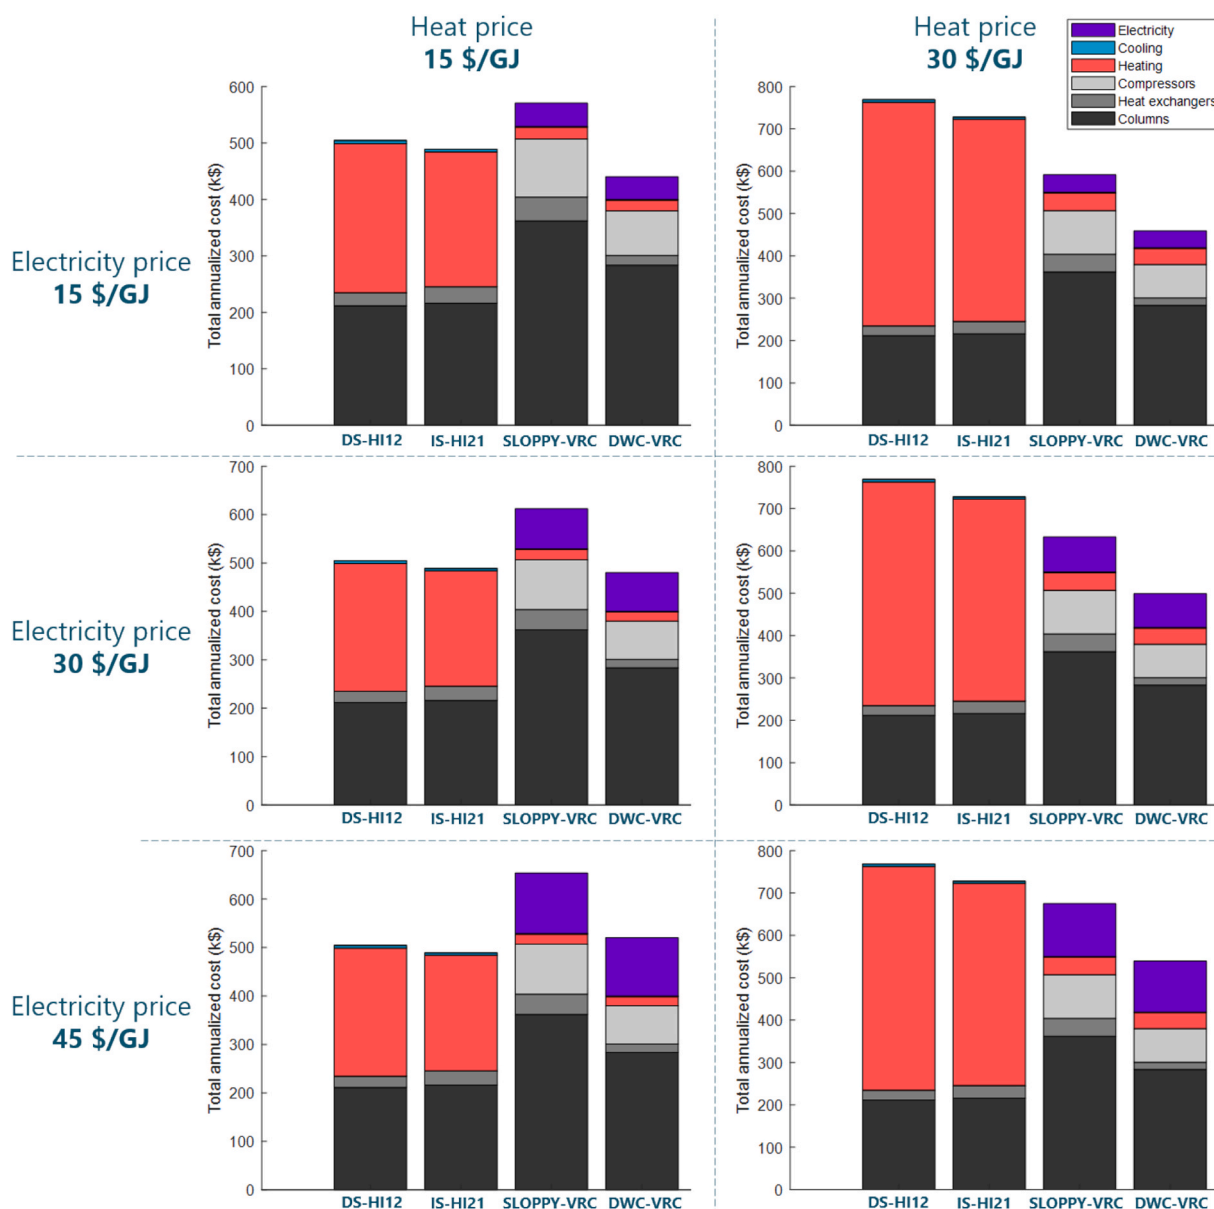 Heat price
15 $/GJ
Heat price
30 $/GJ
Electricity
Cooling
Heating
Compressors
Heat exchangers
Columns
Electricity price
15 $/GJ
Total annualized cost (k$)
600
500
400
300
200
100
0
DS-HI12 IS-HI21 SLOPPY-VRC DWC-VRC
Total annualized cost (k$)
800
700
600
500
400
300
200
100
0
DS-HI12 IS-HI21 SLOPPY-VRC DWC-VRC
Electricity price
30 $/GJ
Total annualized cost (k$)
700
600
500
400
300
200
100
0
DS-HI12 IS-HI21 SLOPPY-VRC DWC-VRC
Total annualized cost (k$)
800
700
600
500
400
300
200
100
0
DS-HI12 IS-HI21 SLOPPY-VRC DWC-VRC
Electricity price
45 $/GJ
Total annualized cost (k$)
700
600
500
400
300
200
100
0
DS-HI12 IS-HI21 SLOPPY-VRC DWC-VRC
Total annualized cost (k$)
800
700
600
500
400
300
200
100
0
DS-HI12 IS-HI21 SLOPPY-VRC DWC-VRC